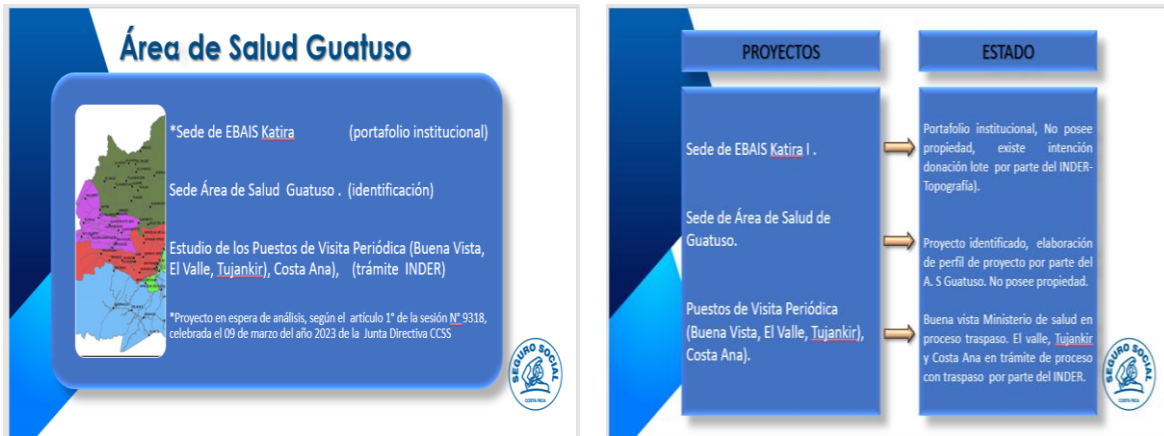 Área de Salud Guatuso
*Sede de EBAIS Katira (portafolio institucional)
Sede Área de Salud Guatuso . (identificación)
Estudio de los Puestos de Visita Periódica (Buena Vista,
El Valle, Tujankir), Costa Ana), (trámite INDER)
*Proyecto en espera de análisis, según el artículo 1° de la sesión N° 9318,
celebrada el 09 de marzo del año 2023 de la Junta Directiva CCSS
SEGURO SOCIAL
COSTA RICA
PROYECTOS
Sede de EBAIS Katira I .
Sede de Área de Salud de
Guatuso.
Puestos de Visita Periódica
(Buena Vista, El Valle, Tujankir),
Costa Ana).
ESTADO
Portafolio institucional, No posee
propiedad, existe intención
donación lote por parte del INDER-
Topografía).
Proyecto identificado, elaboración
de perfil de proyecto por parte del
A. S Guatuso. No posee propiedad.
Buena vista Ministerio de salud en
proceso traspaso. El valle, Tujankir
y Costa Ana en trámite de proceso
con traspaso por parte del INDER.
SEGURO SOCIAL
COSTA RICA